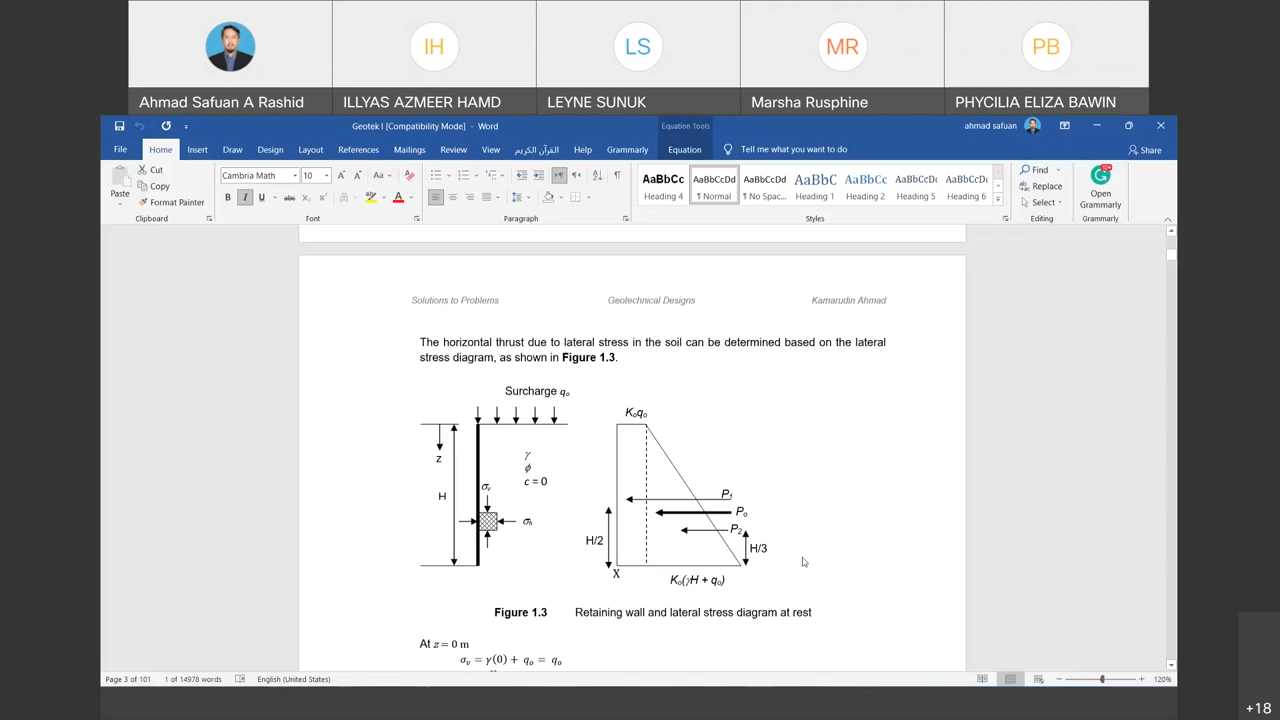 IH
LS
MR
PB
Ahmad Safuan A Rashid
ILLYAS AZMEER HAMD
LEYNE SUNUK
Marsha Rusphine
PHYCILIA ELIZA BAWIN
Geotek I [Compatibility Mode] - Word
Equation Tools
ahmad safuan
File Home Insert Draw Design Layout References Mailings Review View القرآن الكريم Help Grammarly Equation Tell me what you want to do Share
Paste
Cut
Copy
Format Painter
Cambria Math 10
B I U abc
AaBbCc AaBbCcDd AaBbCcDd AaBbC AaBbCc AaBbCcD AaBbCcD
Heading 4 ¶ Normal ¶ No Spac... Heading 1 Heading 2 Heading 5 Heading 6
Find
Replace
Select
Open
Grammarly
Clipboard Font Paragraph Styles Editing Grammarly
Solutions to Problems Geotechnical Designs Kamarudin Ahmad
The horizontal thrust due to lateral stress in the soil can be determined based on the lateral
stress diagram, as shown in Figure 1.3.
Surcharge qₒ
Kₒqₒ
z
γ
ϕ
c = 0
H
σᵥ
σₕ
P₁
Pₒ
P₂
H/2
H/3
X
Kₒ(γH + qₒ)
Figure 1.3 Retaining wall and lateral stress diagram at rest
At z = 0 m
σᵥ = γ(0) + qₒ = qₒ
Page 3 of 101 1 of 14978 words English (United States) 120%
+18